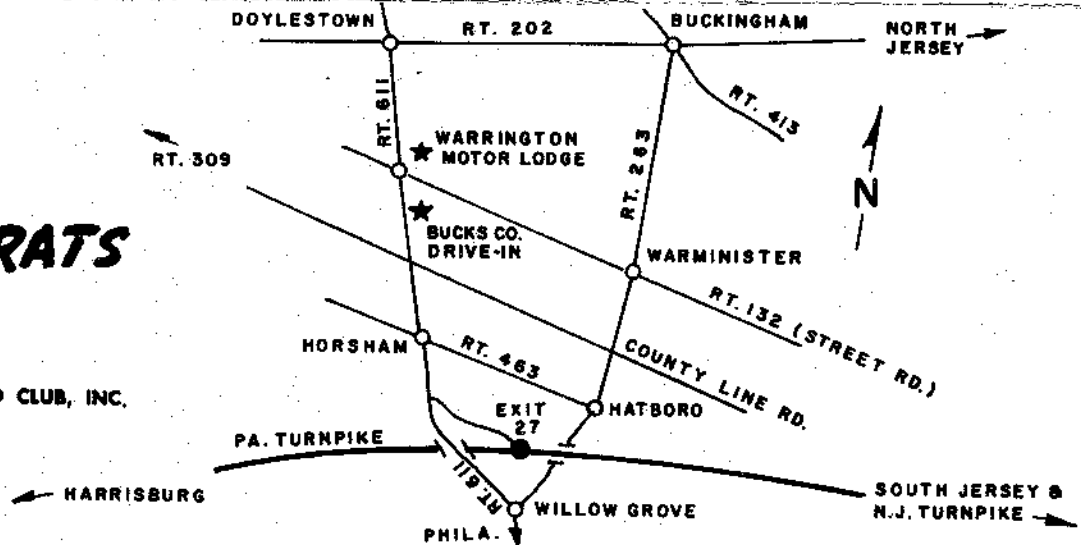 DOYLESTOWN
RT. 202
BUCKINGHAM
NORTH
JERSEY
RT. 611
RT. 413
WARRINGTON
MOTOR LODGE
RT. 309
RT. 263
N
RATS
BUCKS CO.
DRIVE-IN
WARMINISTER
RT. 132 (STREET RD.)
HORSHAM
RT. 463
COUNTY LINE RD.
CLUB, INC.
EXIT
27
HATBORO
PA. TURNPIKE
HARRISBURG
RT. 611
SOUTH JERSEY &
N.J. TURNPIKE
WILLOW GROVE
PHILA.